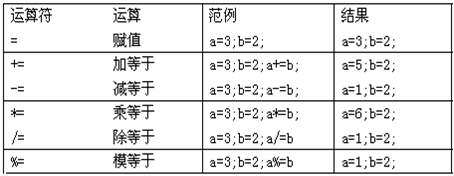 运算符 运算 范例 结果
= 赋值 a=3;b=2; a=3;b=2;
+= 加等于 a=3;b=2;a+=b; a=5;b=2;
-= 减等于 a=3;b=2;a-=b; a=1;b=2;
*= 乘等于 a=3;b=2;a*=b; a=6;b=2;
/= 除等于 a=3;b=2;a/=b a=1;b=2;
%= 模等于 a=3;b=2;a%=b a=1;b=2;